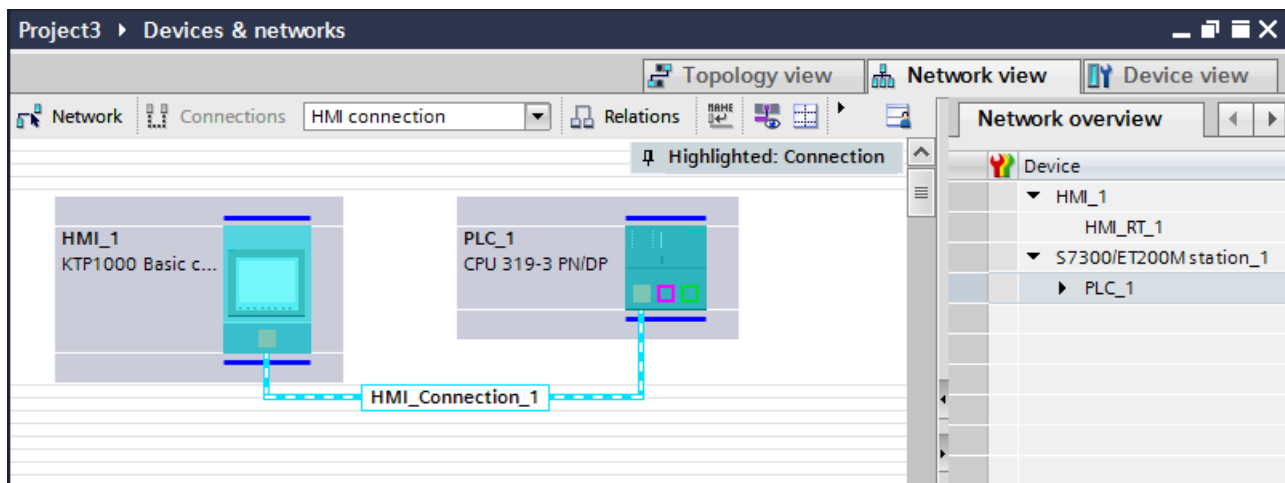 Project3 ▸ Devices & networks
Topology view
Network view
Device view
Network
Connections
HMI connection
Relations
NAME
Network overview
Highlighted: Connection
Device
HMI_1
HMI_RT_1
S7300/ET200M station_1
PLC_1
HMI_1
KTP1000 Basic c...
PLC_1
CPU 319-3 PN/DP
HMI_Connection_1